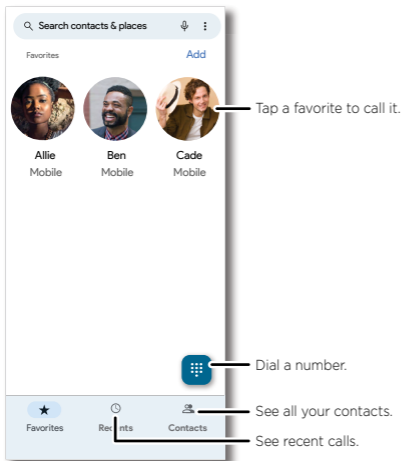 Search contacts & places
Favorites Add
Allie Ben Cade
Mobile Mobile Mobile
Tap a favorite to call it.
Dial a number.
See all your contacts.
Favorites Recents Contacts
See recent calls.